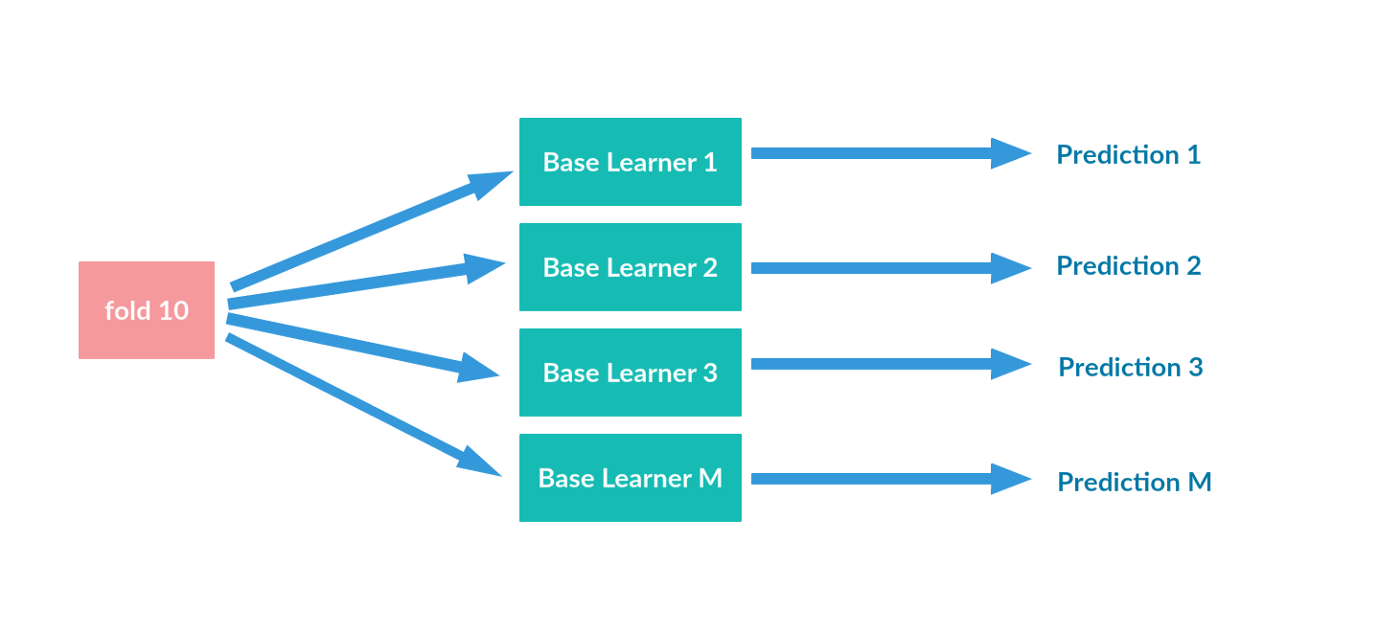 fold 10
Base Learner 1
Prediction 1
Base Learner 2
Prediction 2
Base Learner 3
Prediction 3
Base Learner M
Prediction M